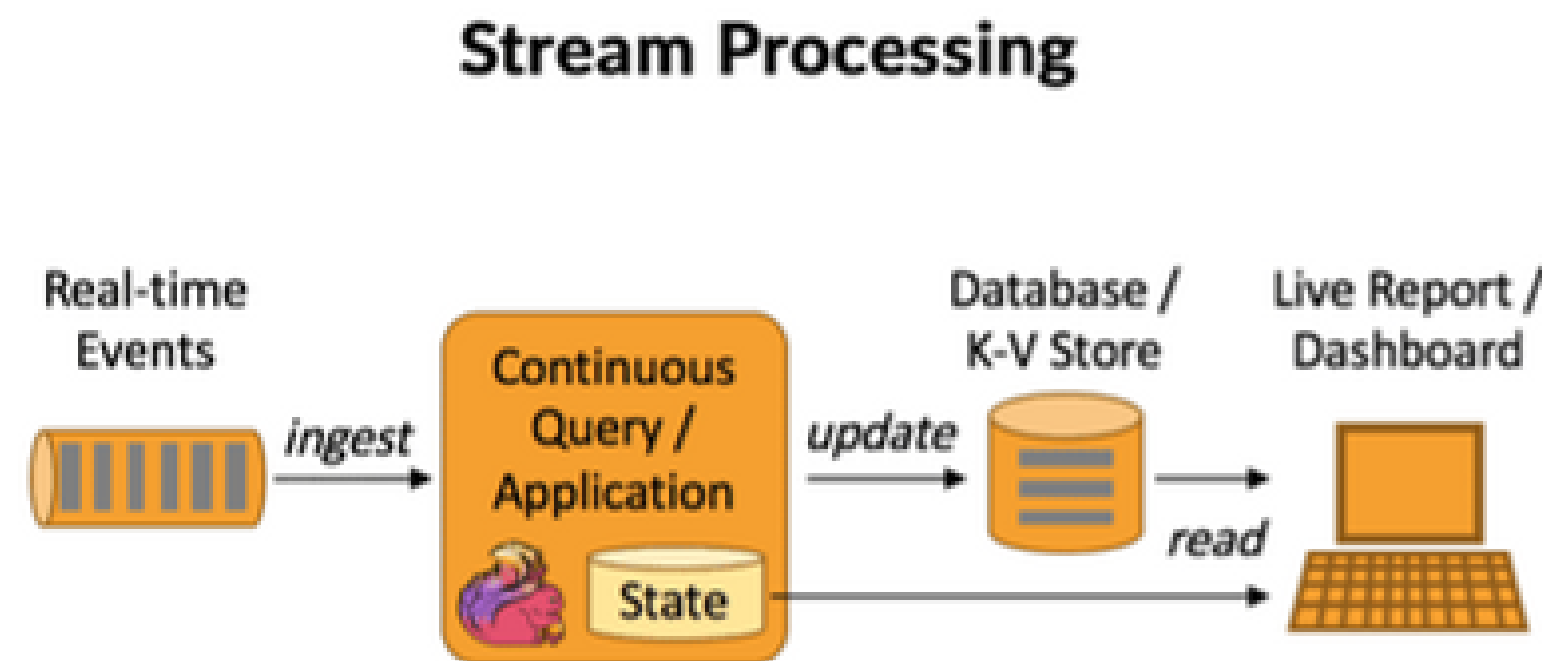 Stream Processing
Real-time
Events
ingest
Continuous
Query /
Application
State
update
Database /
K-V Store
read
Live Report /
Dashboard